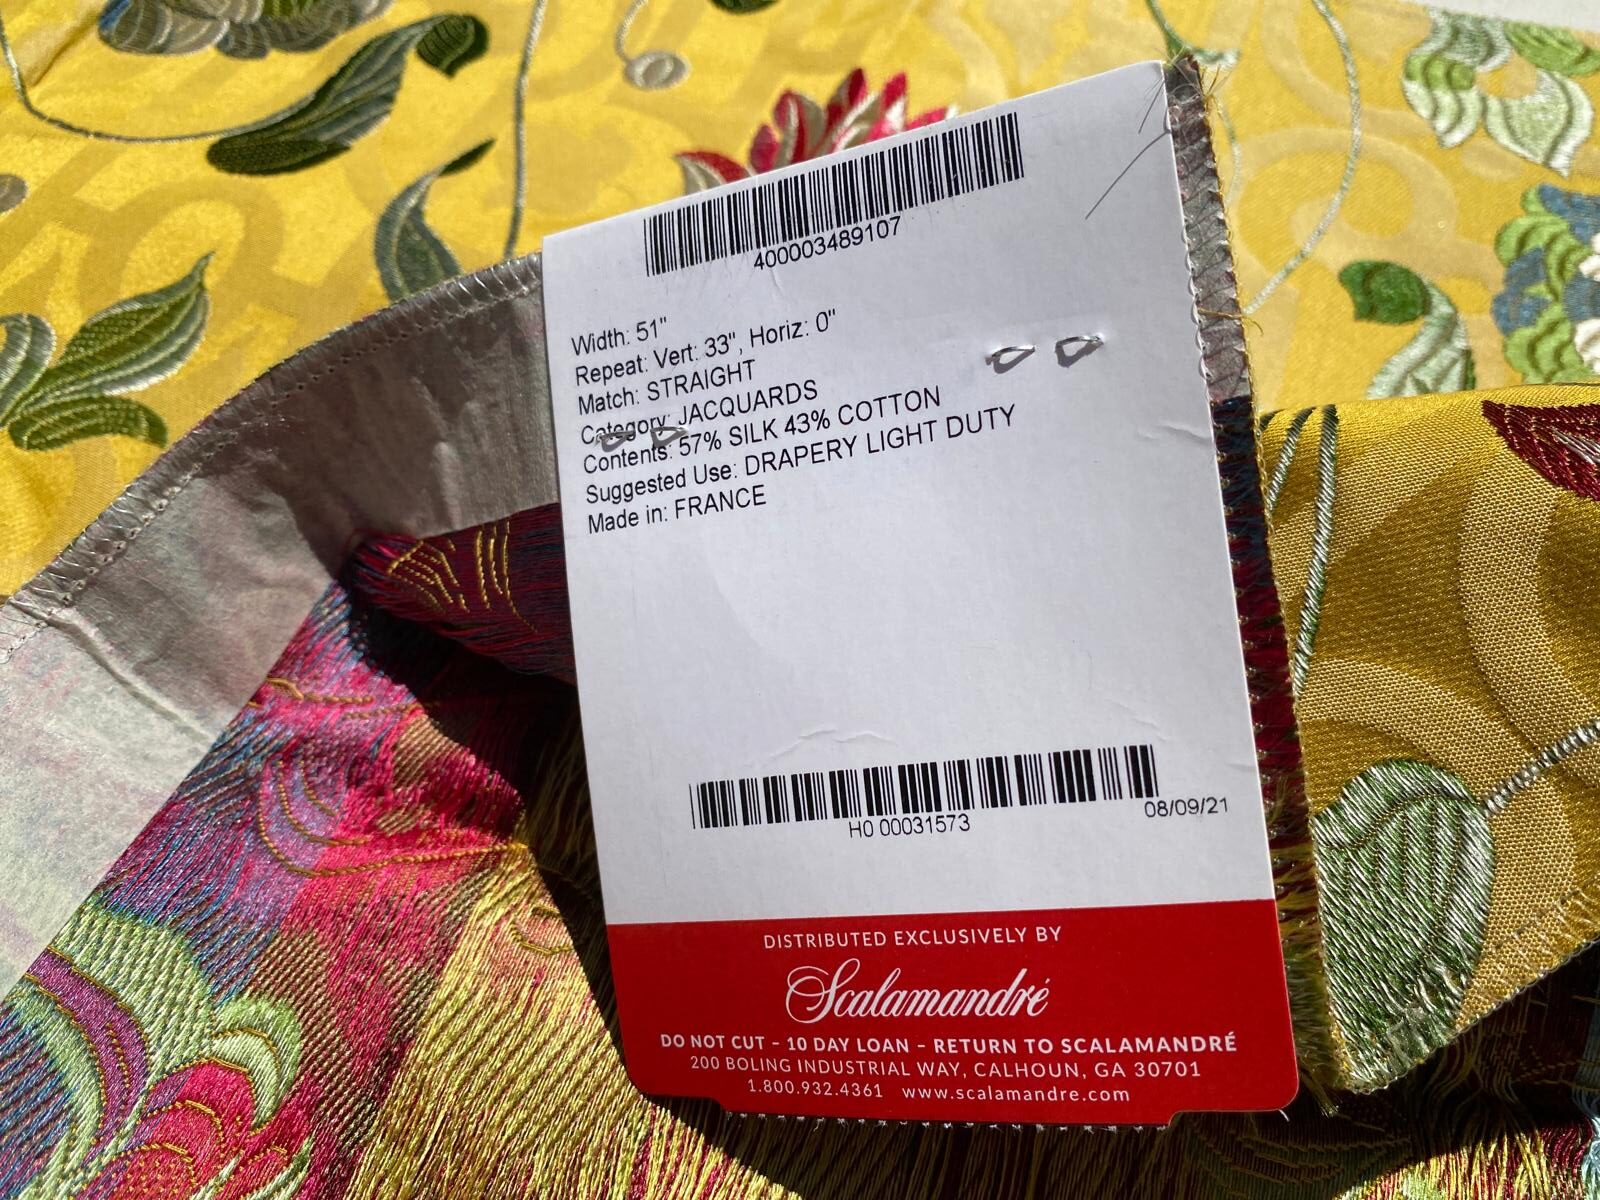 400003489107
Width: 51"
Repeat: Vert: 33", Horiz: 0"
Match: STRAIGHT
Category: JACQUARDS
Contents: 57% SILK 43% COTTON
Suggested Use: DRAPERY LIGHT DUTY
Made in: FRANCE
H0 00031573
08/09/21
DISTRIBUTED EXCLUSIVELY BY
Scalamandré
DO NOT CUT – 10 DAY LOAN – RETURN TO SCALAMANDRÉ
200 BOLING INDUSTRIAL WAY, CALHOUN, GA 30701
1.800.932.4361 www.scalamandre.com